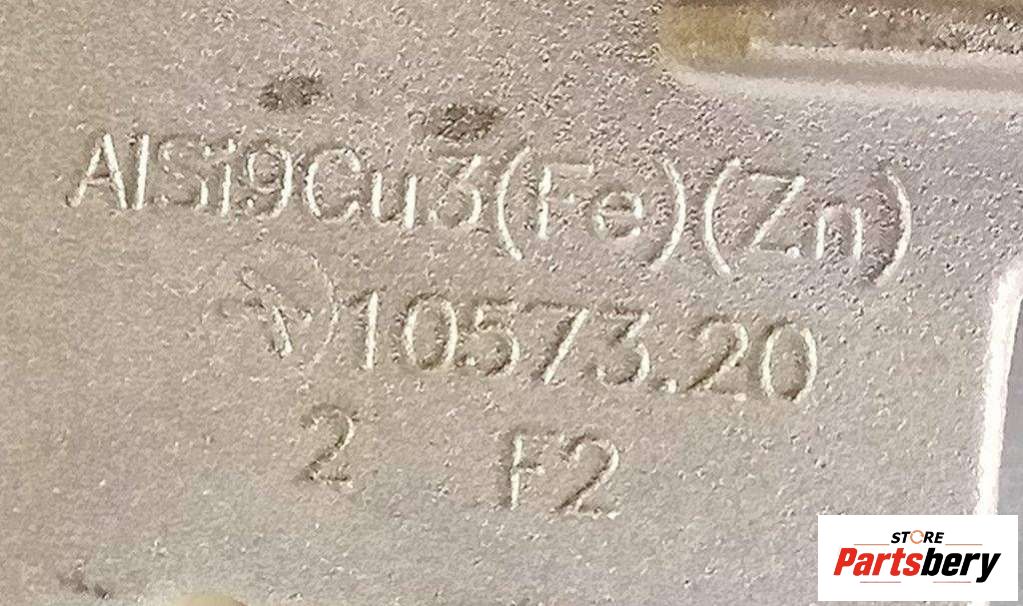 AlSi9Cu3(Fe)(Zn)
10573.20
2 F2
STORE
Partsbery